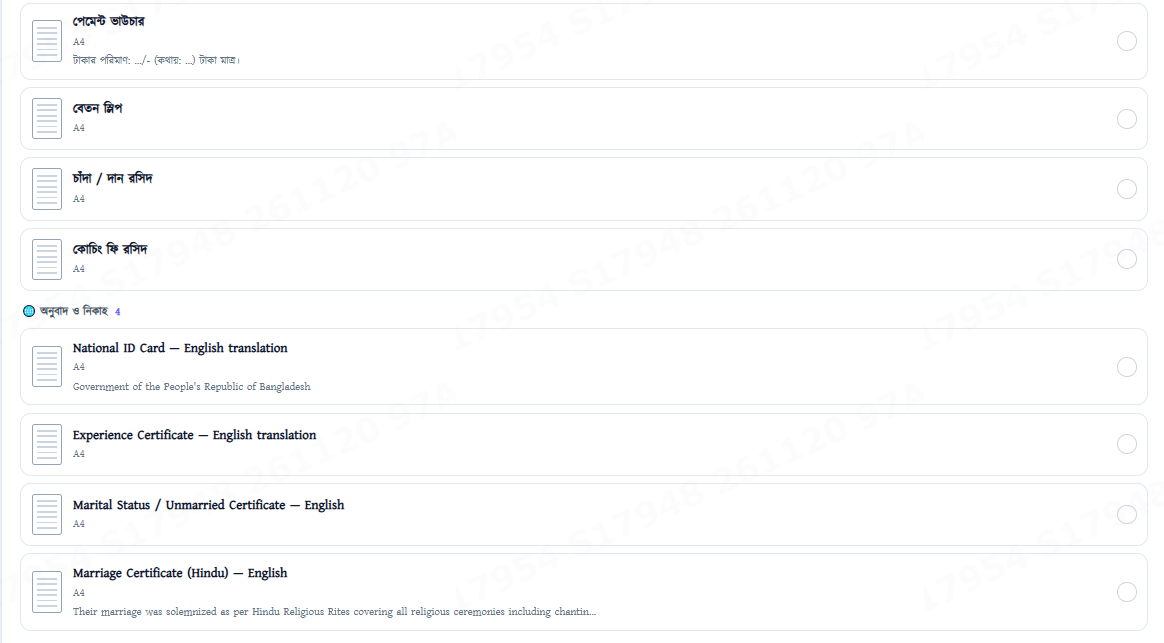 পেমেন্ট ভাউচার
A4
টাকার পরিমাণ: .../- (কথায়: ...) টাকা মাত্র।
বেতন স্লিপ
A4
চাঁদা / দান রসিদ
A4
কোচিং ফি রসিদ
A4
অনুবাদ ও নিকাহ 4
National ID Card — English translation
A4
Government of the People's Republic of Bangladesh
Experience Certificate — English translation
A4
Marital Status / Unmarried Certificate — English
A4
Marriage Certificate (Hindu) — English
A4
Their marriage was solemnized as per Hindu Religious Rites covering all religious ceremonies including chantin...